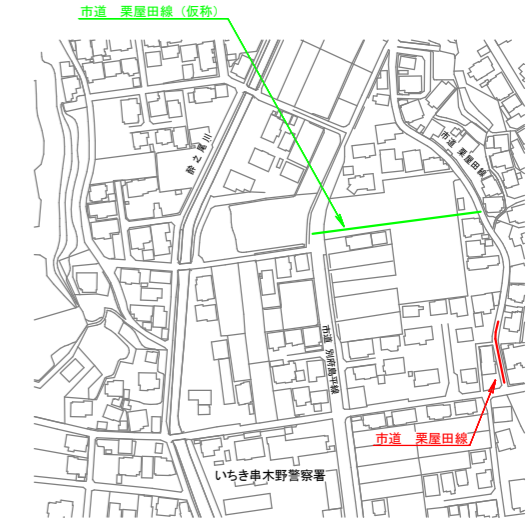 市道　栗屋田線（仮称）
酔之尾川
市道　栗屋田線
市道　別府島平線
市道　栗屋田線
いちき串木野警察署